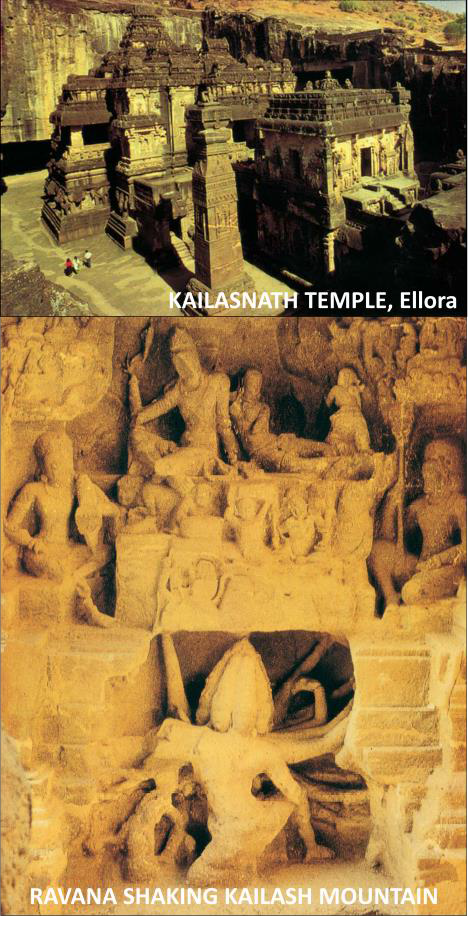 KAILASNATH TEMPLE, Ellora
RAVANA SHAKING KAILASH MOUNTAIN